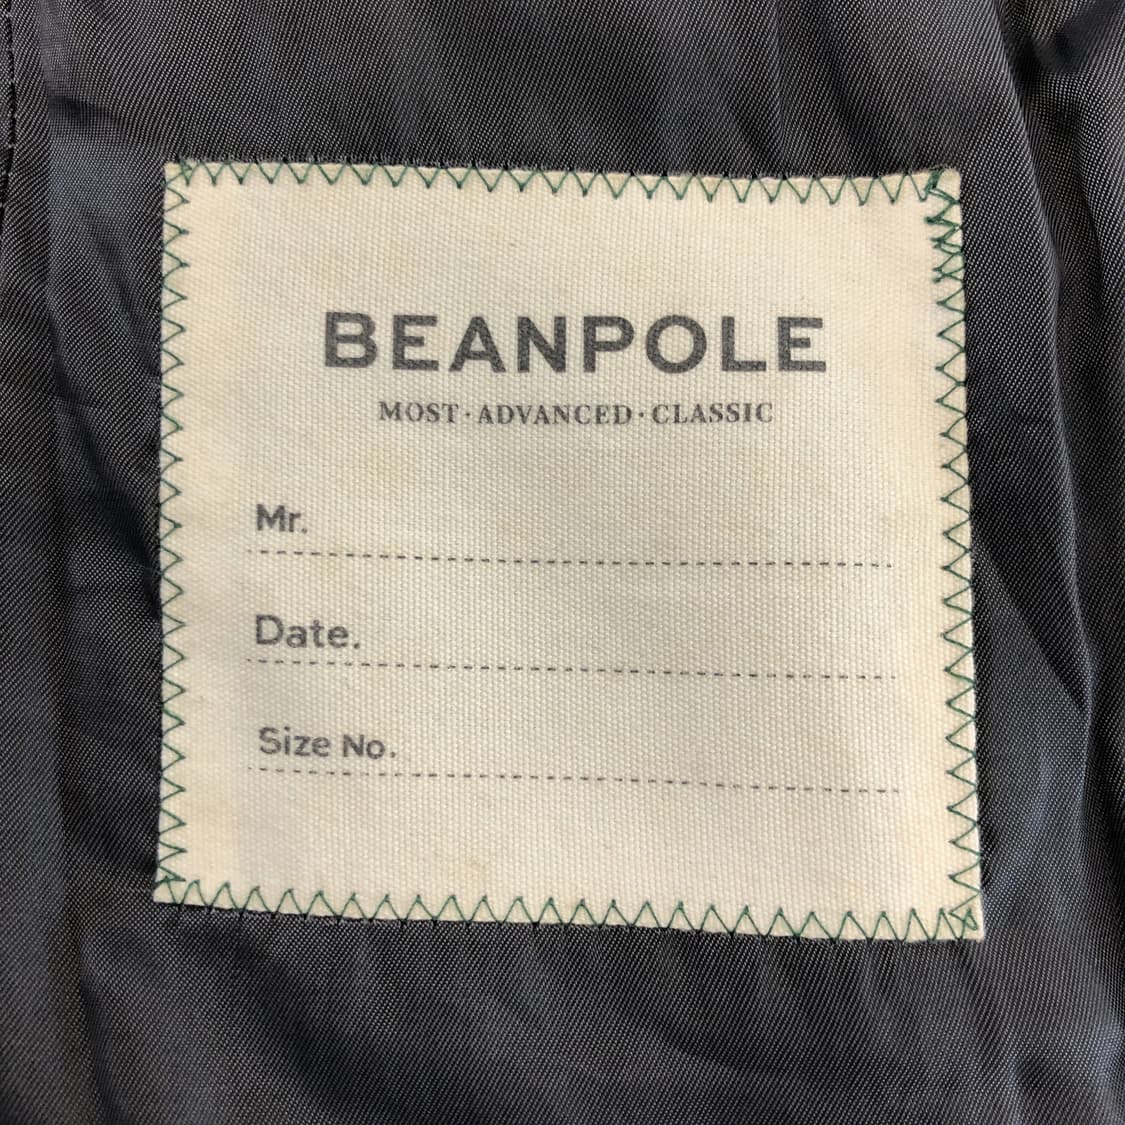 BEANPOLE
MOST·ADVANCED·CLASSIC
Mr.
Date.
Size No.